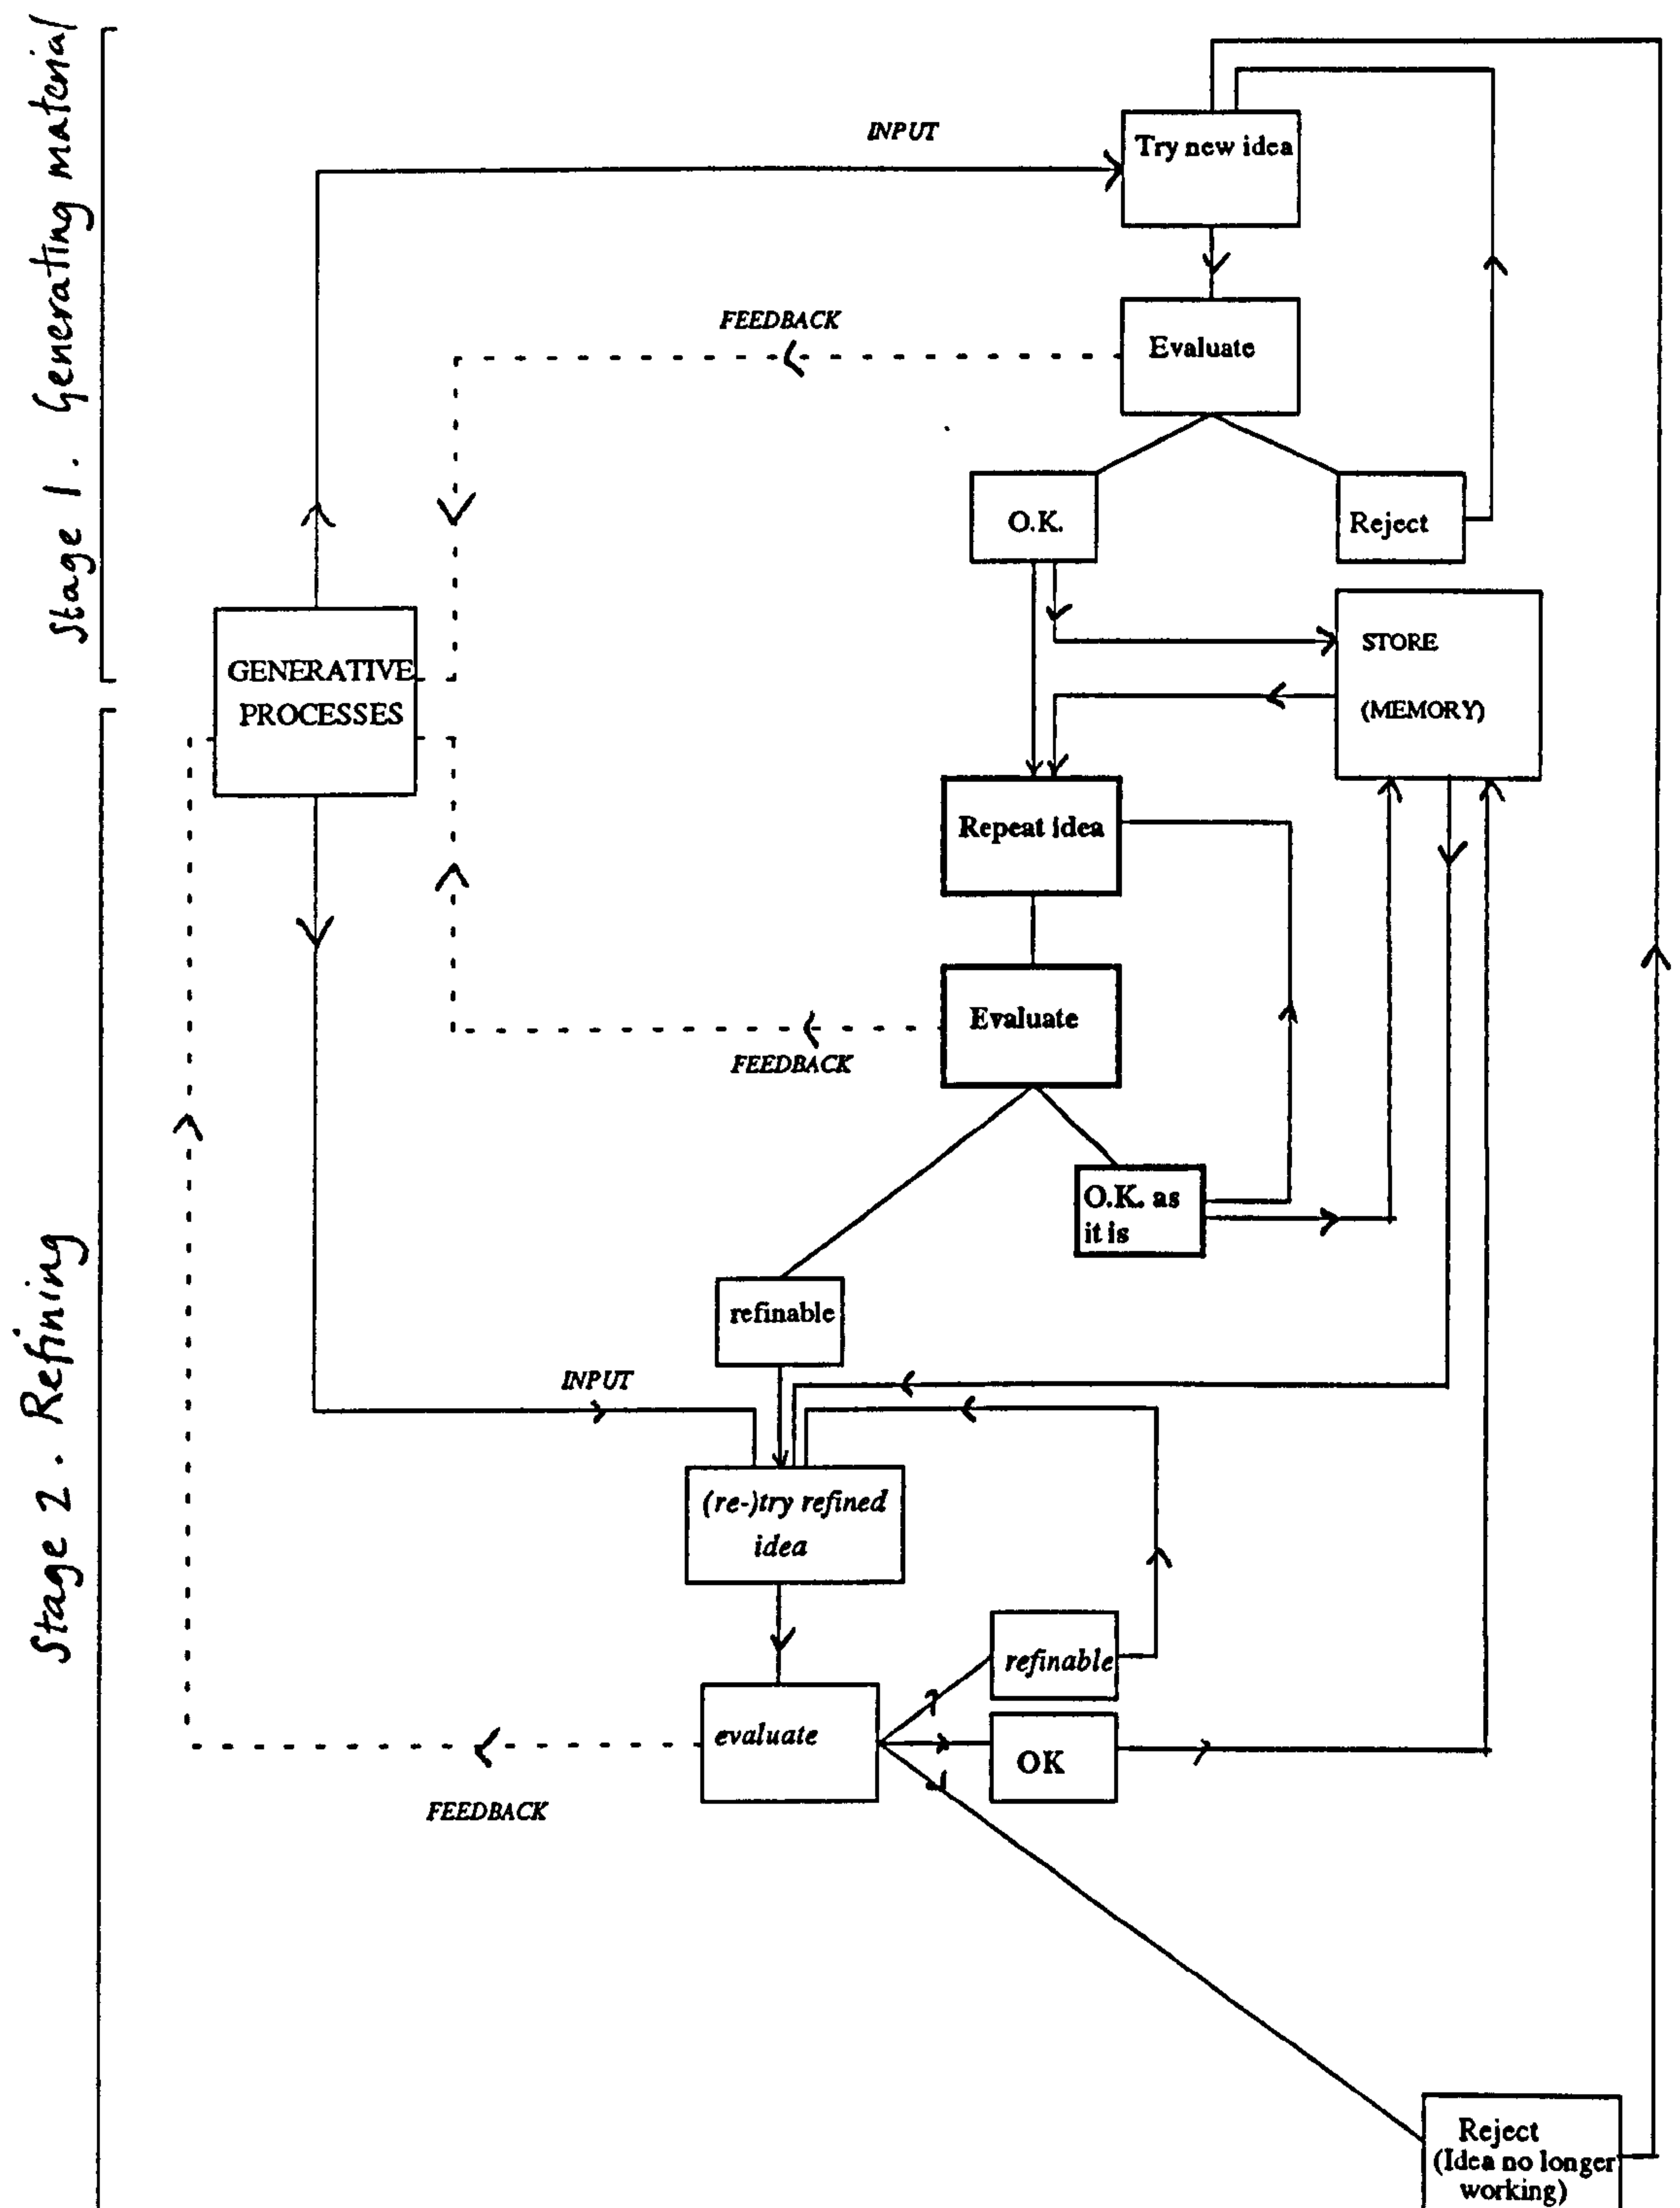 Stage 1. Generating material
INPUT
Try new idea
FEEDBACK
Evaluate
O.K.
Reject
STORE
(MEMORY)
GENERATIVE
PROCESSES
Repeat idea
Evaluate
FEEDBACK
O.K. as
it is
Stage 2. Refining
refinable
INPUT
(re-)try refined
idea
refinable
evaluate
OK
FEEDBACK
Reject
(Idea no longer
working)